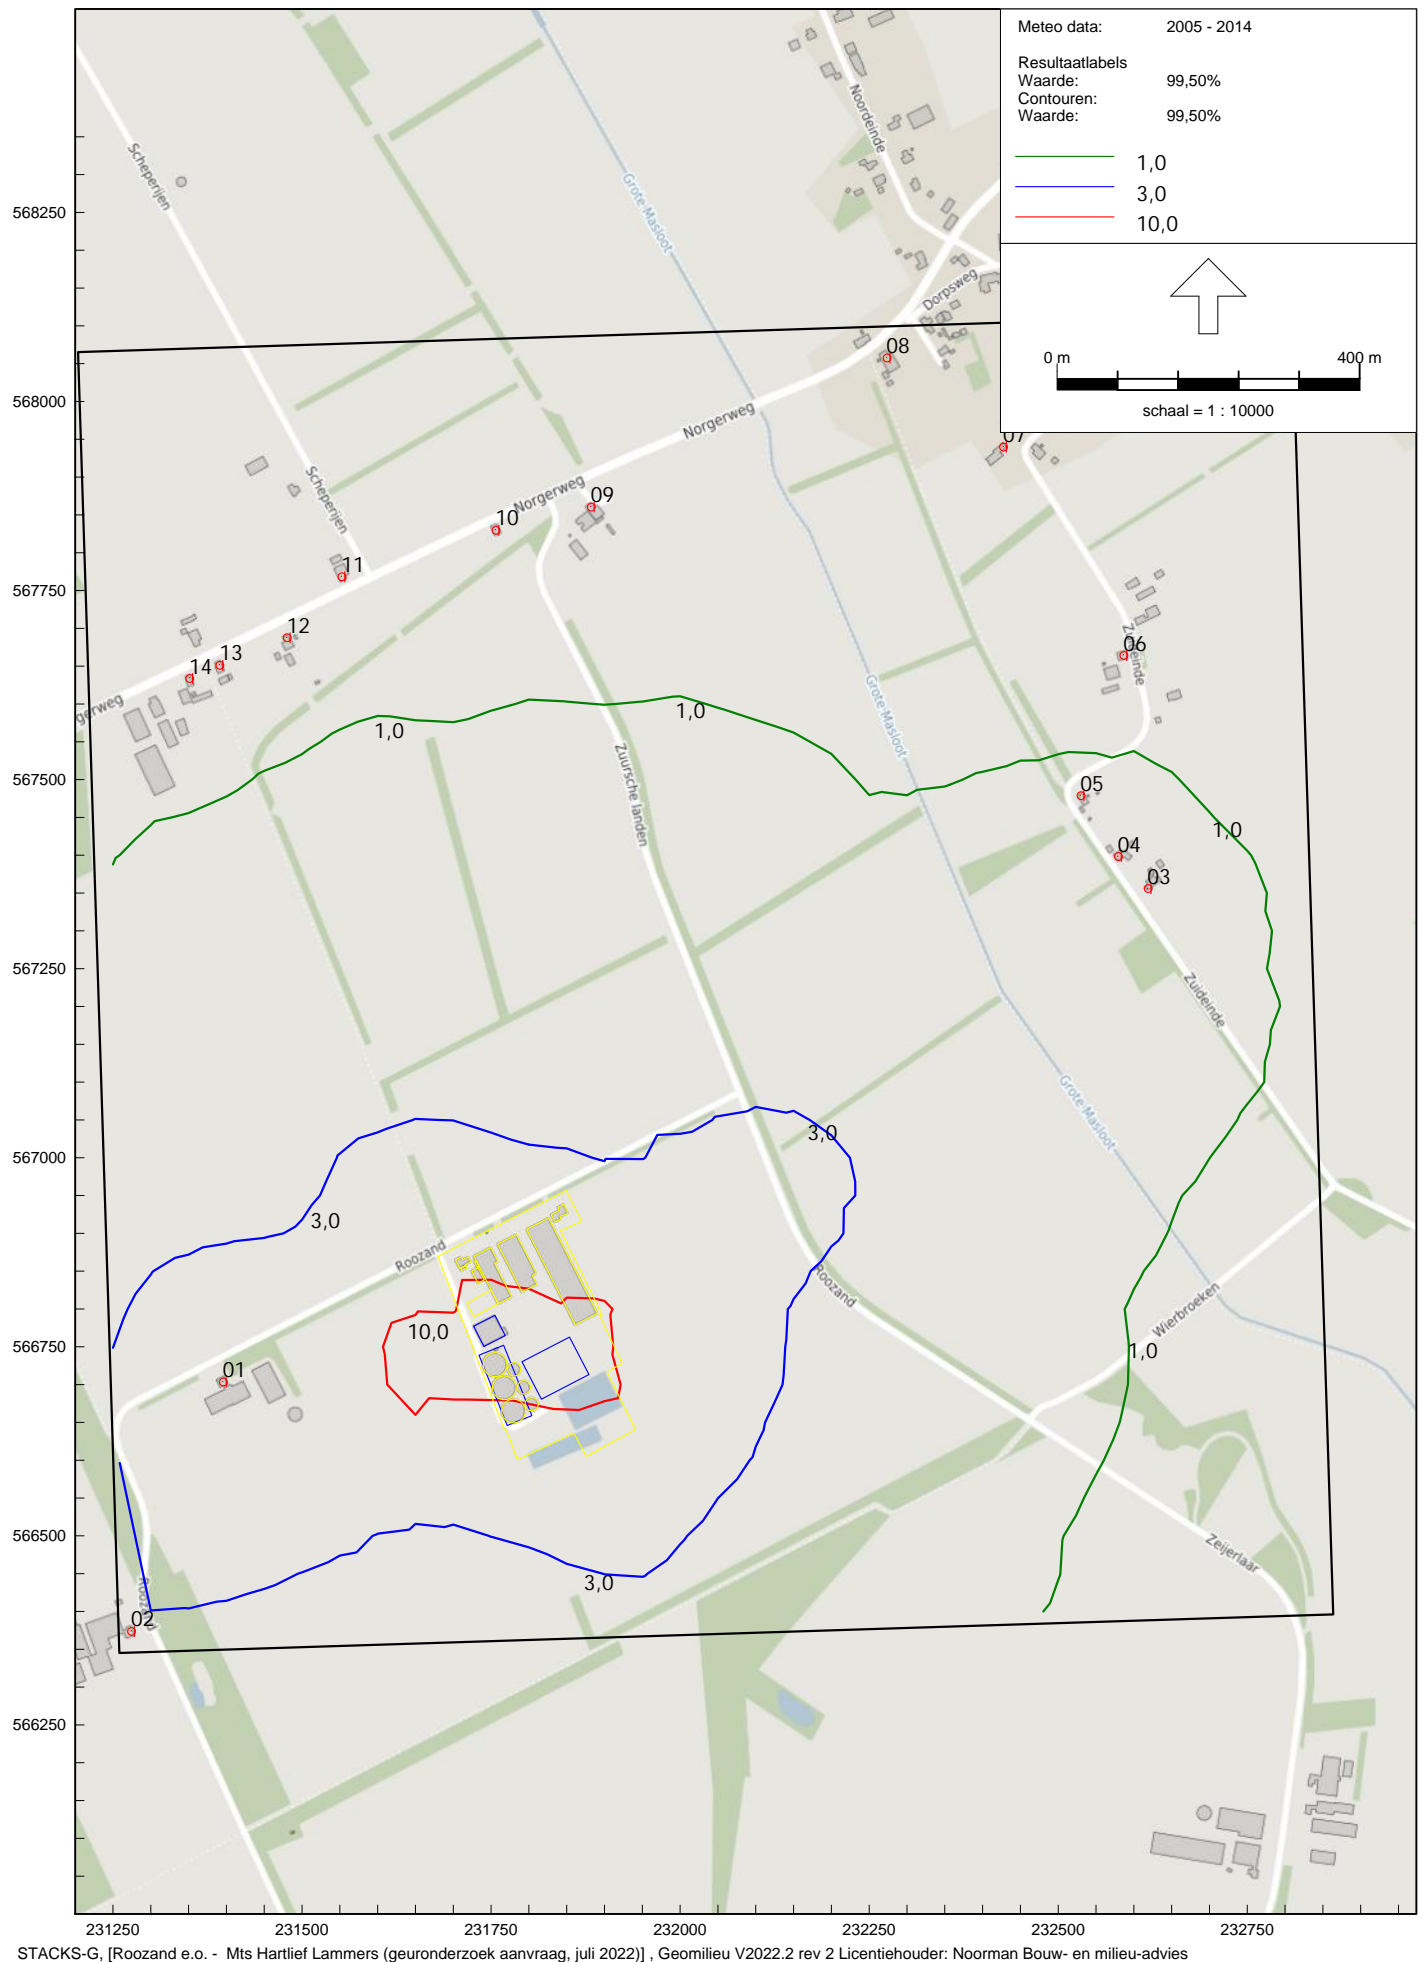 Meteo data: 2005 - 2014
Resultaatlabels
Waarde: 99,50%
Contouren:
Waarde: 99,50%
1,0
3,0
10,0
0 m 400 m
schaal = 1 : 10000
Noordeinde
Scheperijen
Grote Masloot
568250
Dorpsweg
08
568000
Norgerweg
07
Scheperijen
Norgerweg
09
10
11
567750
12
13
14
06
Zuideinde
gerweg
1,0
1,0
Grote Masloot
Zuursche landen
567500
05
1,0
04
03
567250
Zuideinde
Grote Masloot
567000
3,0
3,0
Roozand
Roozand
Wierbroeken
10,0
566750
1,0
01
566500
Zeijerlaar
3,0
Roozand
02
566250
231250 231500 231750 232000 232250 232500 232750
STACKS-G, [Roozand e.o. - Mts Hartlief Lammers (geuronderzoek aanvraag, juli 2022)] , Geomilieu V2022.2 rev 2 Licentiehouder: Noorman Bouw- en milieu-advies